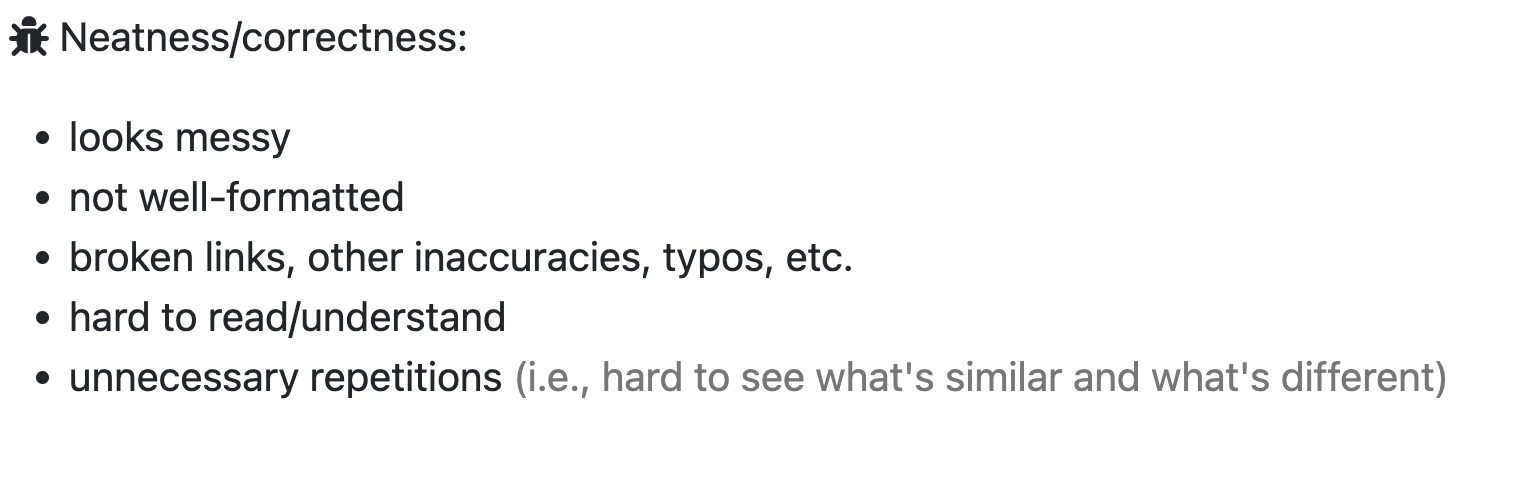 Neatness/correctness:
• looks messy
• not well-formatted
• broken links, other inaccuracies, typos, etc.
• hard to read/understand
• unnecessary repetitions (i.e., hard to see what's similar and what's different)